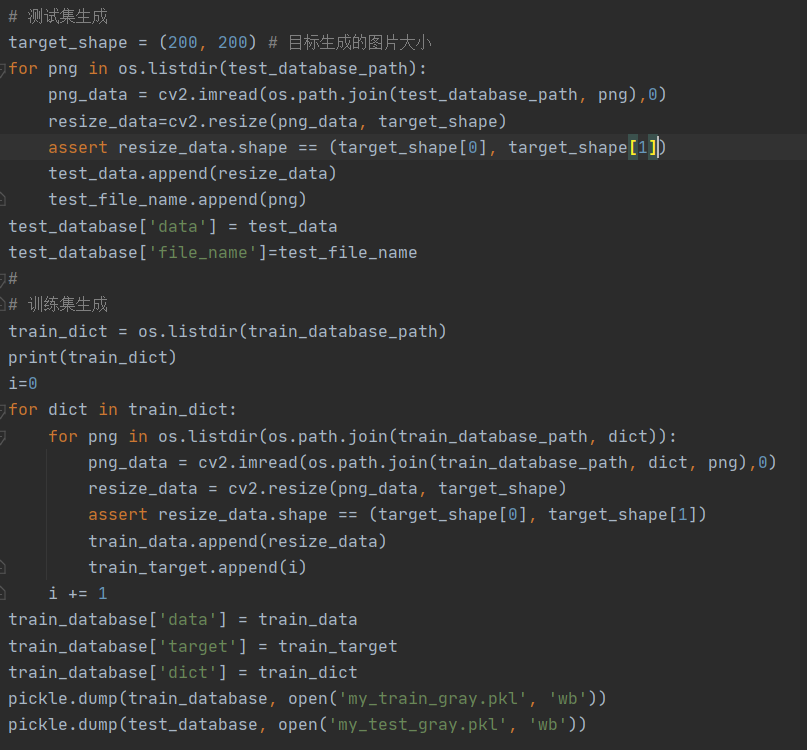 # 测试集生成
target_shape = (200, 200) # 目标生成的图片大小
for png in os.listdir(test_database_path):
    png_data = cv2.imread(os.path.join(test_database_path, png),0)
    resize_data=cv2.resize(png_data, target_shape)
    assert resize_data.shape == (target_shape[0], target_shape[1])
    test_data.append(resize_data)
    test_file_name.append(png)
test_database['data'] = test_data
test_database['file_name']=test_file_name
#
# 训练集生成
train_dict = os.listdir(train_database_path)
print(train_dict)
i=0
for dict in train_dict:
    for png in os.listdir(os.path.join(train_database_path, dict)):
        png_data = cv2.imread(os.path.join(train_database_path, dict, png),0)
        resize_data = cv2.resize(png_data, target_shape)
        assert resize_data.shape == (target_shape[0], target_shape[1])
        train_data.append(resize_data)
        train_target.append(i)
    i += 1
train_database['data'] = train_data
train_database['target'] = train_target
train_database['dict'] = train_dict
pickle.dump(train_database, open('my_train_gray.pkl', 'wb'))
pickle.dump(test_database, open('my_test_gray.pkl', 'wb'))